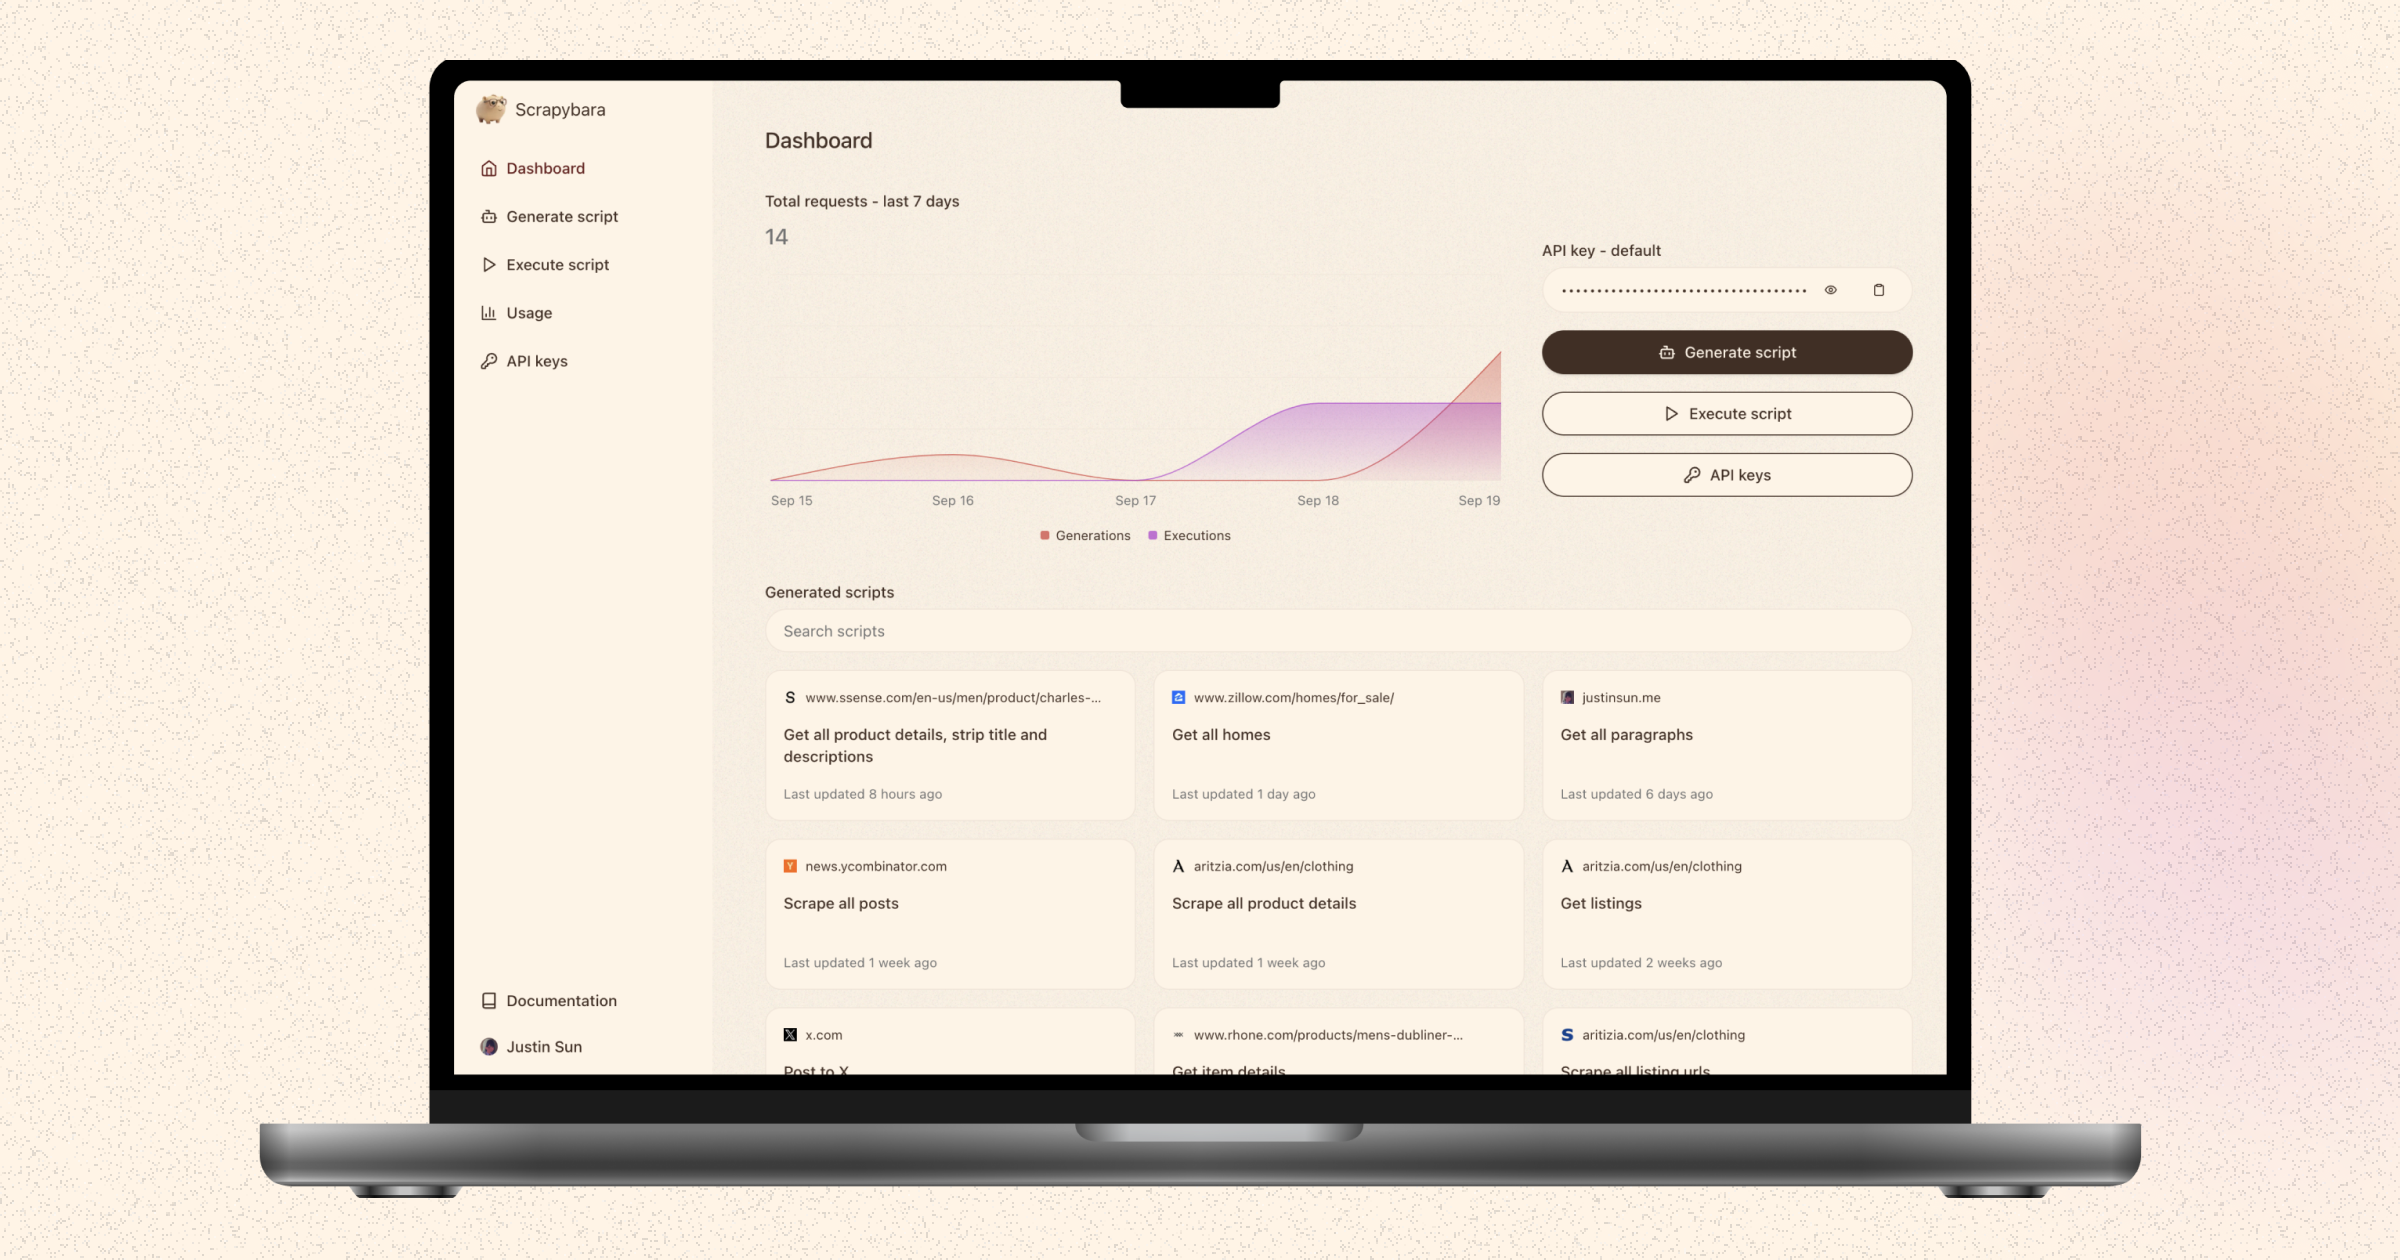 Scrapybara
Dashboard
Generate script
Execute script
Usage
API keys
Documentation
Justin Sun
Dashboard
Total requests - last 7 days
14
Sep 15
Sep 16
Sep 17
Sep 18
Sep 19
Generations
Executions
API key - default
••••••••••••••••••••••••••••••••••••
Generate script
Execute script
API keys
Generated scripts
Search scripts
S
www.ssense.com/en-us/men/product/charles-...
Get all product details, strip title and
descriptions
Last updated 8 hours ago
www.zillow.com/homes/for_sale/
Get all homes
Last updated 1 day ago
justinsun.me
Get all paragraphs
Last updated 6 days ago
Y
news.ycombinator.com
Scrape all posts
Last updated 1 week ago
A
aritzia.com/us/en/clothing
Scrape all product details
Last updated 1 week ago
A
aritzia.com/us/en/clothing
Get listings
Last updated 2 weeks ago
X
x.com
Post to X
www.rhone.com/products/mens-dubliner-...
Get item details
S
aritizia.com/us/en/clothing
Scrape all listing urls